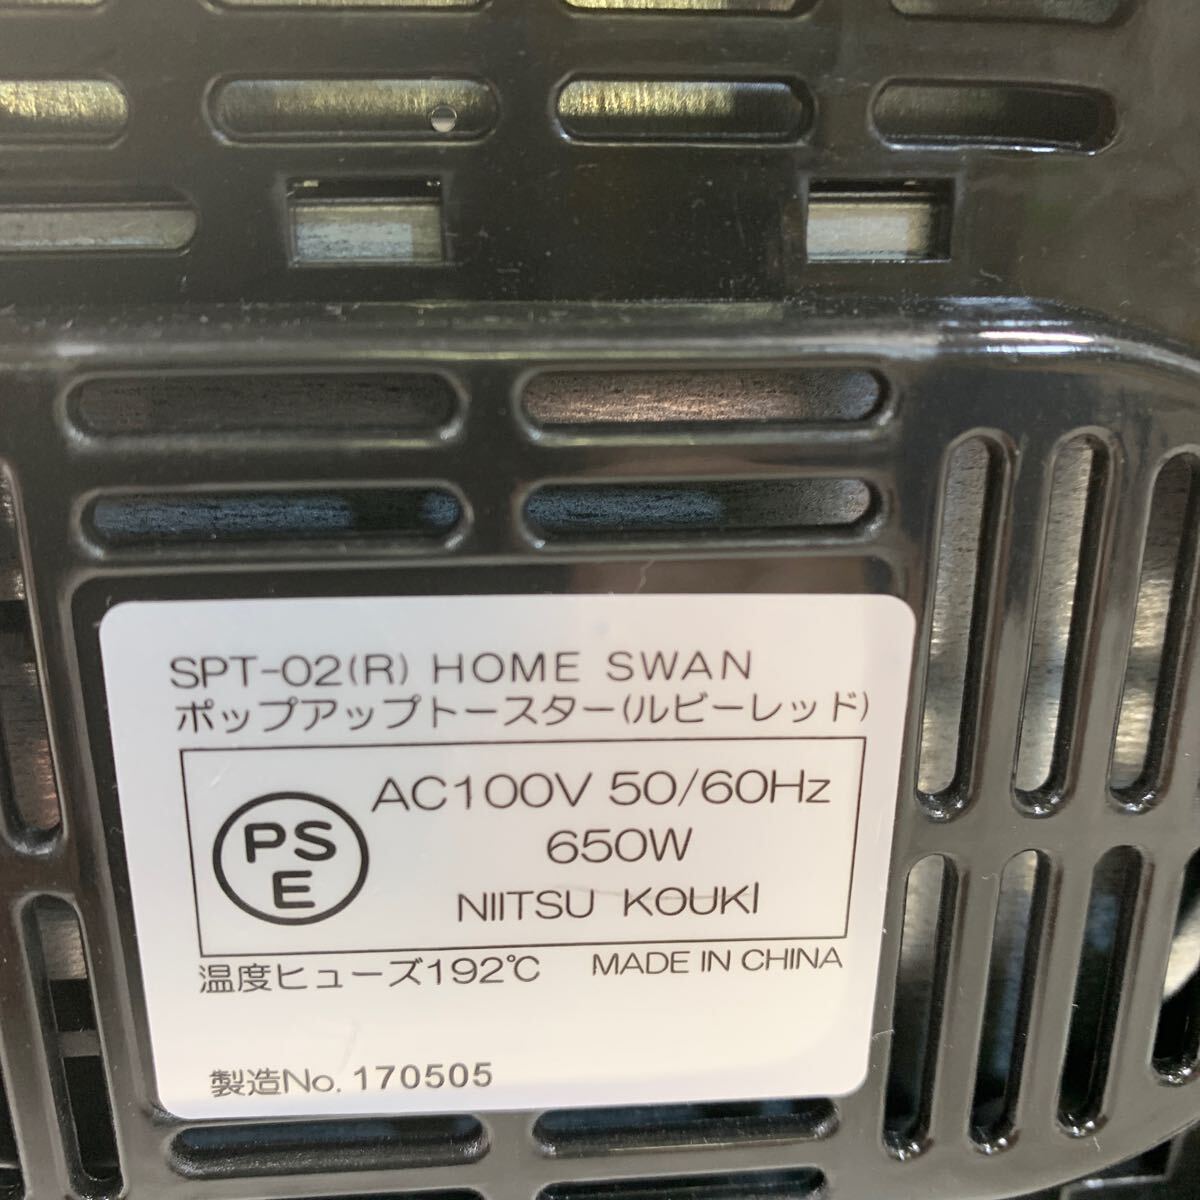 SPT-02(R) HOME SWAN
ポップアップトースター(ルビーレッド)
AC100V 50/60Hz
PS
E
650W
NIITSU KOUKI
温度ヒューズ192℃ MADE IN CHINA
製造No. 170505